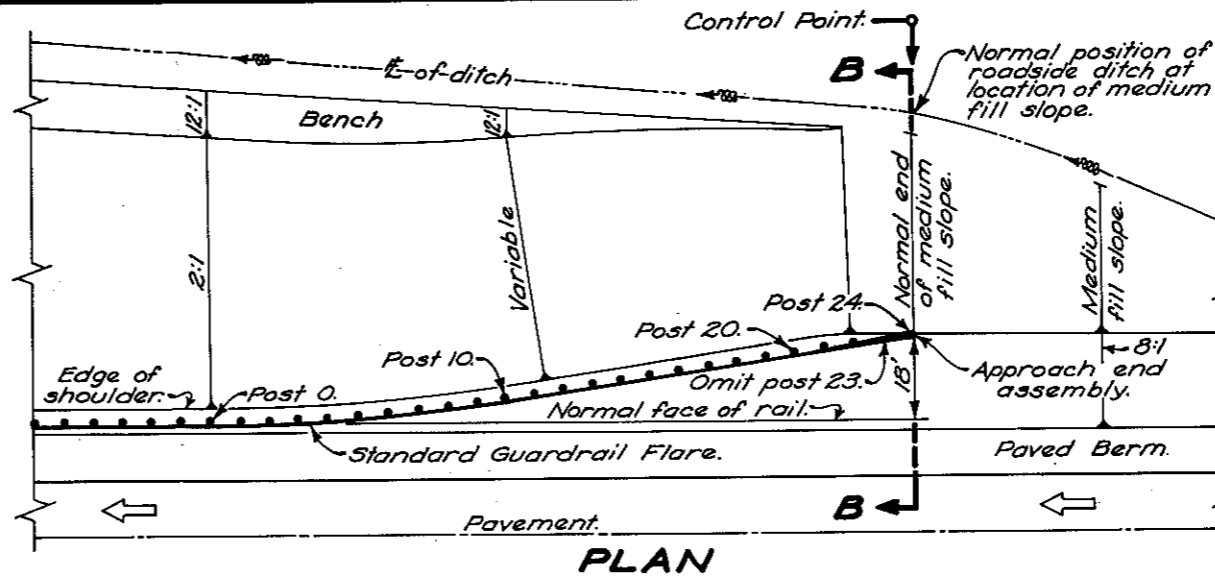 Control Point.
B
Normal position of
roadside ditch at
location of medium
fill slope.
℄-of-ditch
12:1
Bench
12:1
Normal end
of medium
fill slope.
Medium
fill slope.
2:1
Variable
Post 24.
Post 20.
Post 10.
8:1
Edge of
shoulder.
Post 0.
Omit post 23.
18'
Approach end
assembly.
Normal face of rail.
Standard Guardrail Flare.
Paved Berm.
B
Pavement.
PLAN